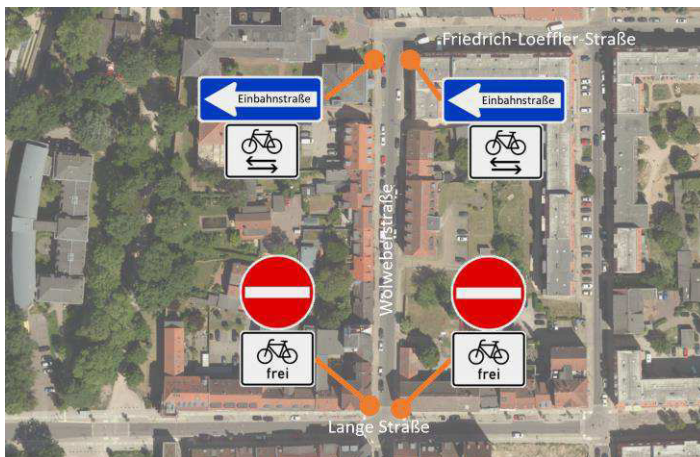 Friedrich-Loeffler-Straße
Einbahnstraße
Einbahnstraße
Wolweberstraße
frei
frei
Lange Straße